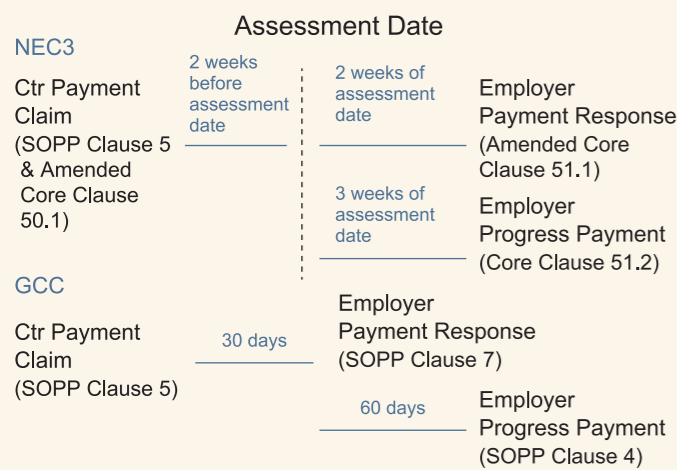 Assessment Date
NEC3
Ctr Payment
Claim
(SOPP Clause 5
& Amended
Core Clause
50.1)
2 weeks
before
assessment
date
2 weeks of
assessment
date
Employer
Payment Response
(Amended Core
Clause 51.1)
3 weeks of
assessment
date
Employer
Progress Payment
(Core Clause 51.2)
GCC
Ctr Payment
Claim
(SOPP Clause 5)
30 days
Employer
Payment Response
(SOPP Clause 7)
60 days
Employer
Progress Payment
(SOPP Clause 4)